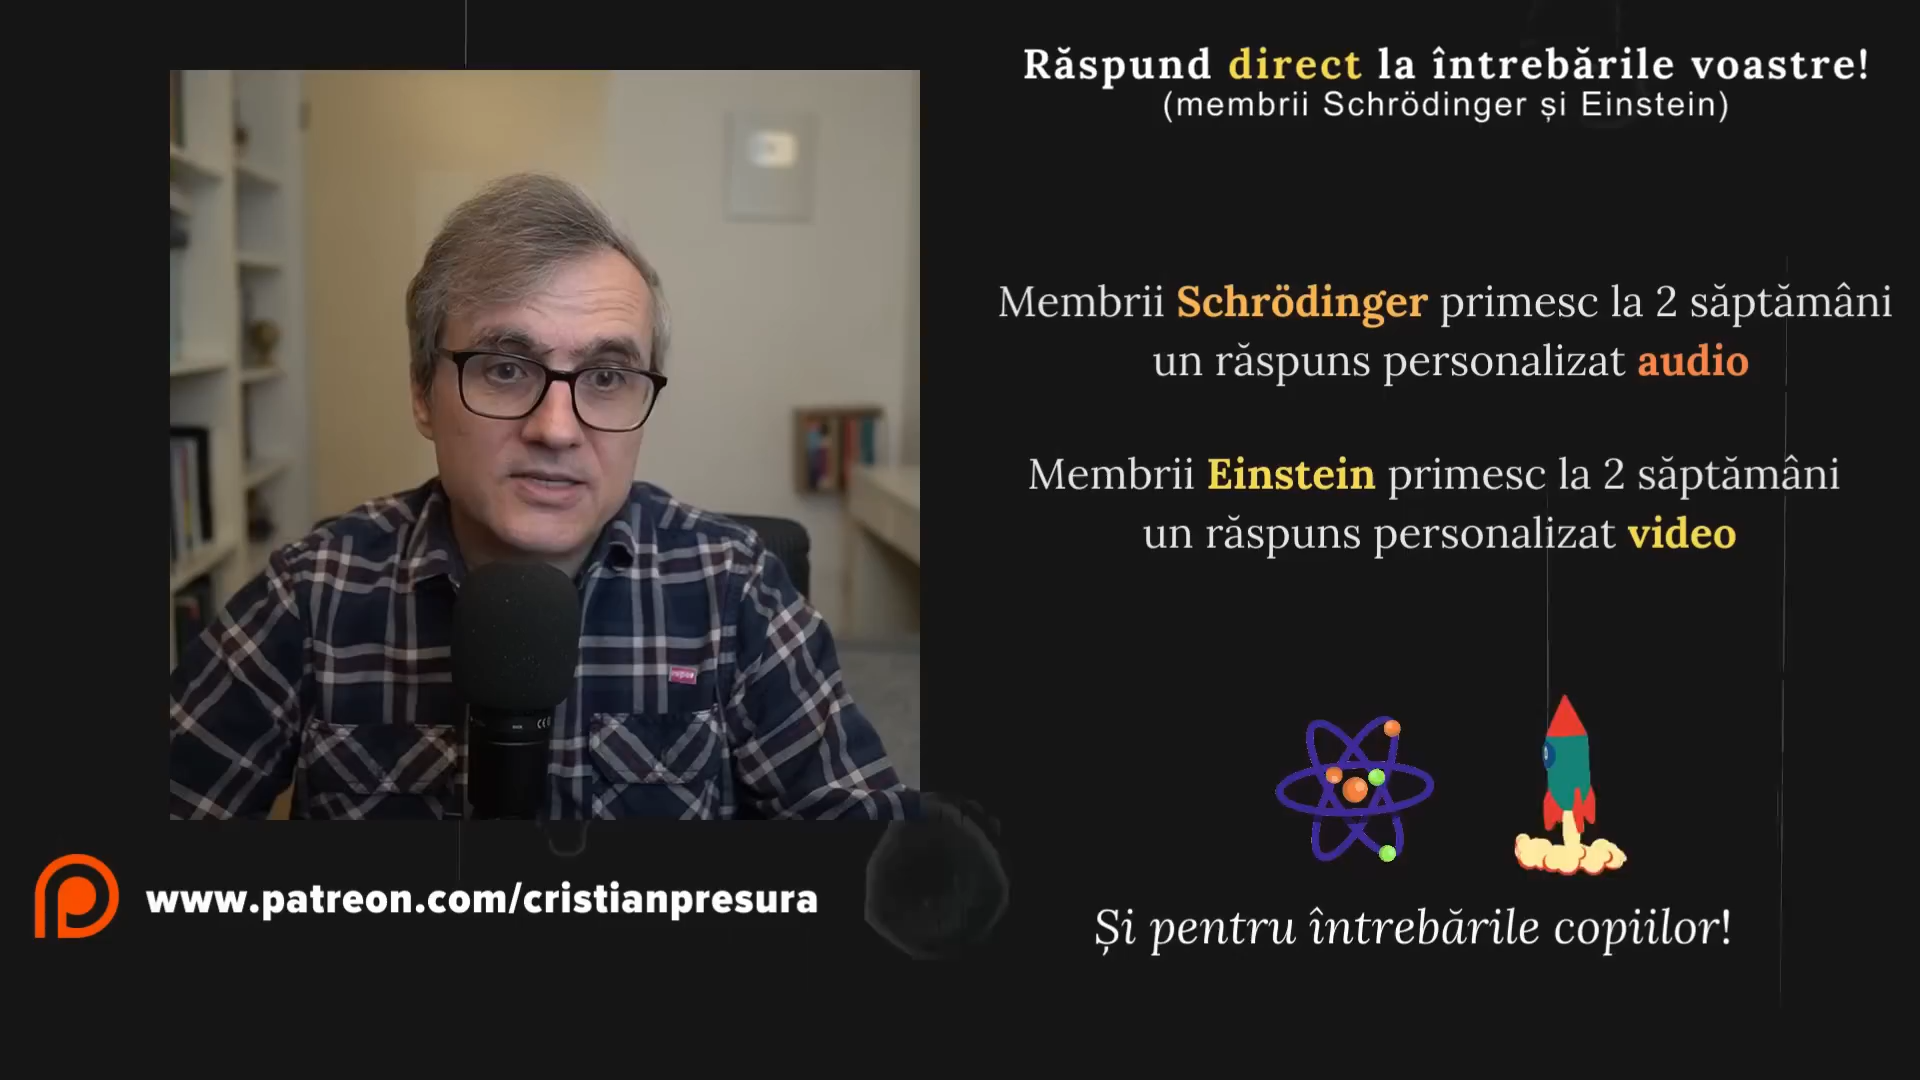 Răspund direct la întrebările voastre!
(membrii Schrödinger și Einstein)
Membrii Schrödinger primesc la 2 săptămâni
un răspuns personalizat audio
Membrii Einstein primesc la 2 săptămâni
un răspuns personalizat video
www.patreon.com/cristianpresura
Și pentru întrebările copiilor!